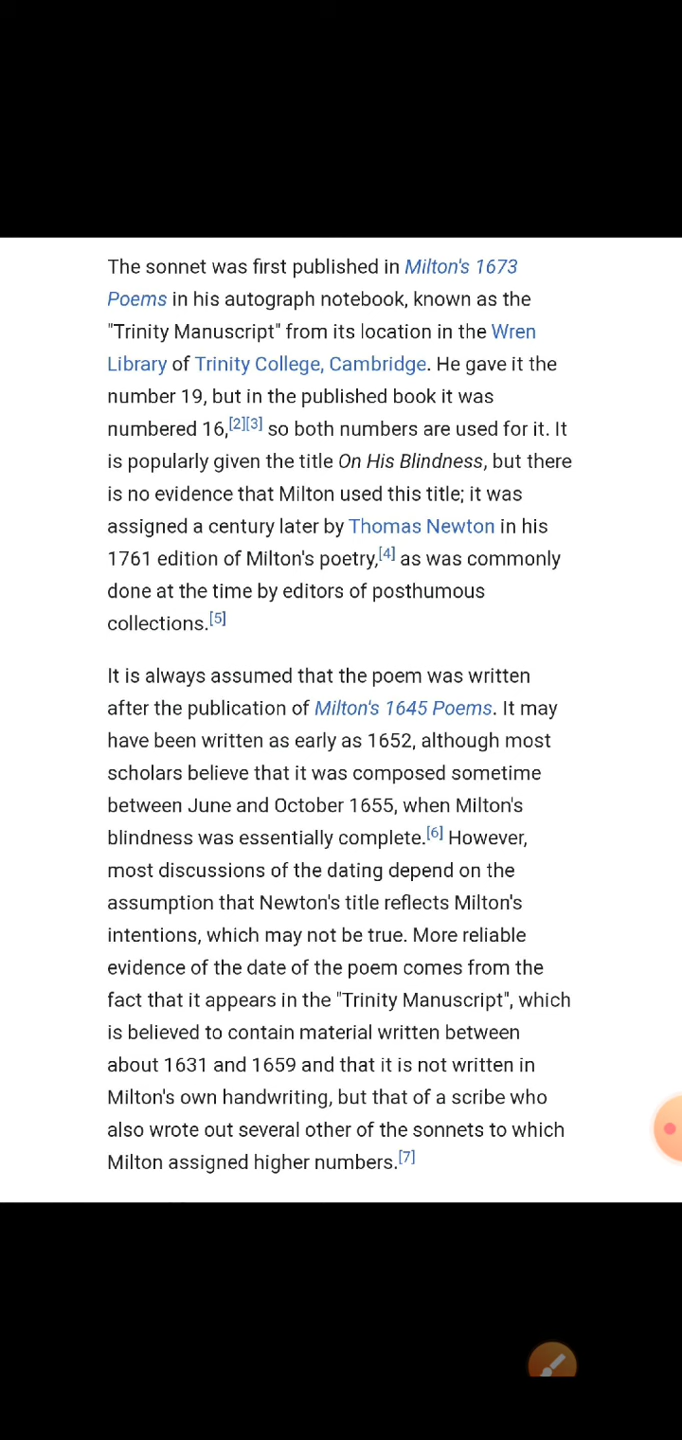 The sonnet was first published in Milton's 1673
Poems in his autograph notebook, known as the
"Trinity Manuscript" from its location in the Wren
Library of Trinity College, Cambridge. He gave it the
number 19, but in the published book it was
numbered 16,[2][3] so both numbers are used for it. It
is popularly given the title On His Blindness, but there
is no evidence that Milton used this title; it was
assigned a century later by Thomas Newton in his
1761 edition of Milton's poetry,[4] as was commonly
done at the time by editors of posthumous
collections.[5]
It is always assumed that the poem was written
after the publication of Milton's 1645 Poems. It may
have been written as early as 1652, although most
scholars believe that it was composed sometime
between June and October 1655, when Milton's
blindness was essentially complete.[6] However,
most discussions of the dating depend on the
assumption that Newton's title reflects Milton's
intentions, which may not be true. More reliable
evidence of the date of the poem comes from the
fact that it appears in the "Trinity Manuscript", which
is believed to contain material written between
about 1631 and 1659 and that it is not written in
Milton's own handwriting, but that of a scribe who
also wrote out several other of the sonnets to which
Milton assigned higher numbers.[7]